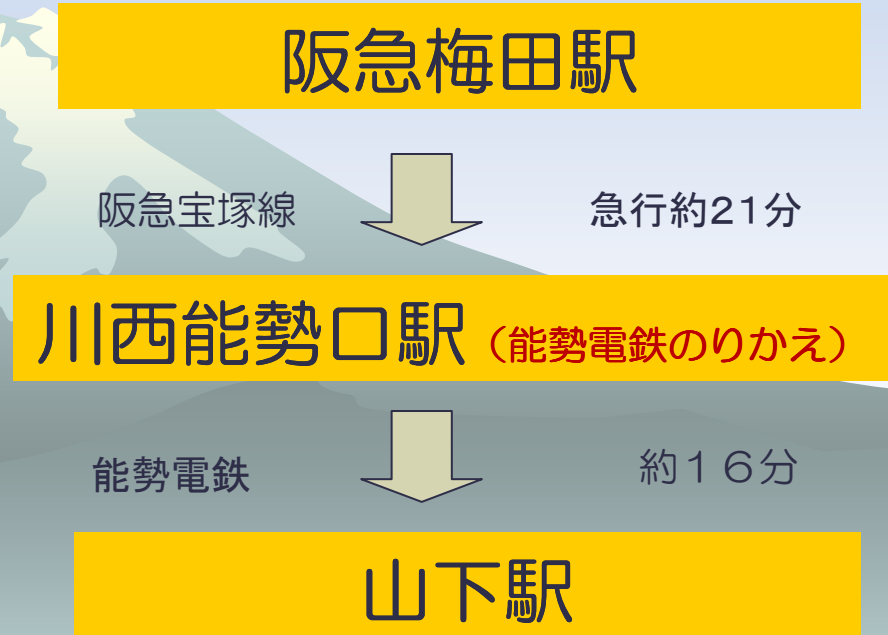 阪急梅田駅
阪急宝塚線 急行約21分
川西能勢口駅（能勢電鉄のりかえ）
能勢電鉄 約１６分
山下駅